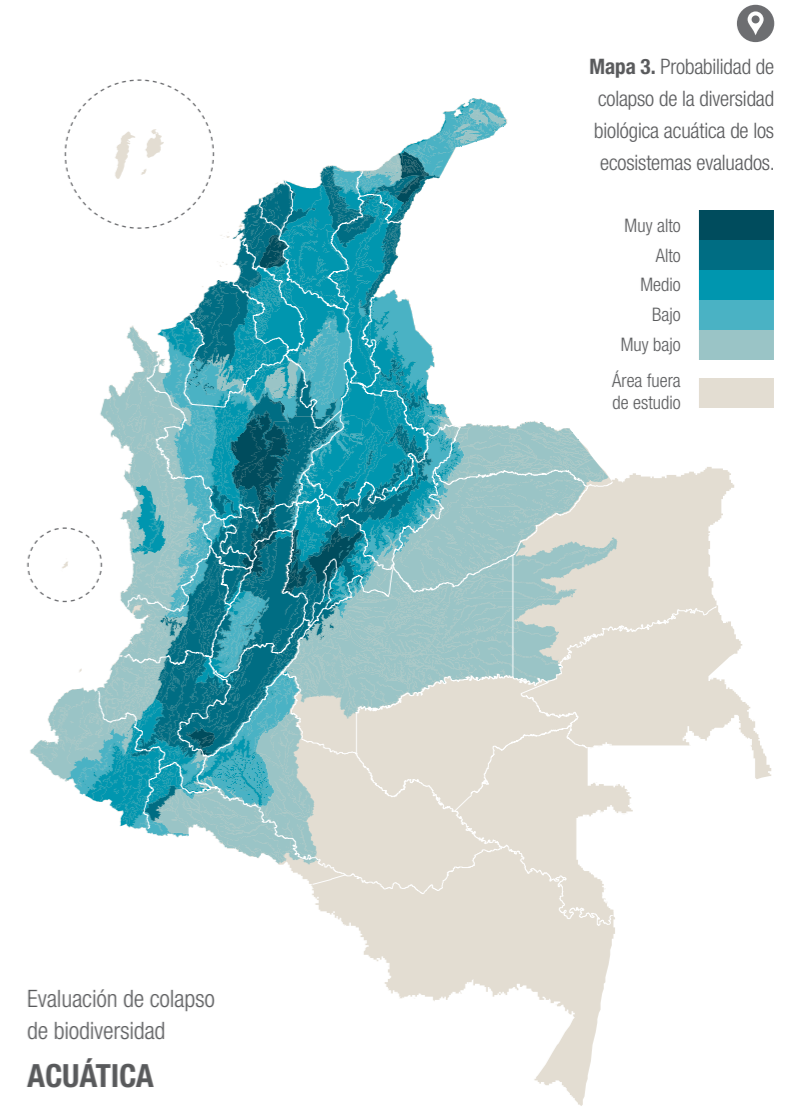 Mapa 3. Probabilidad de
colapso de la diversidad
biológica acuática de los
ecosistemas evaluados.
Muy alto
Alto
Medio
Bajo
Muy bajo
Área fuera
de estudio
Evaluación de colapso
de biodiversidad
ACUÁTICA